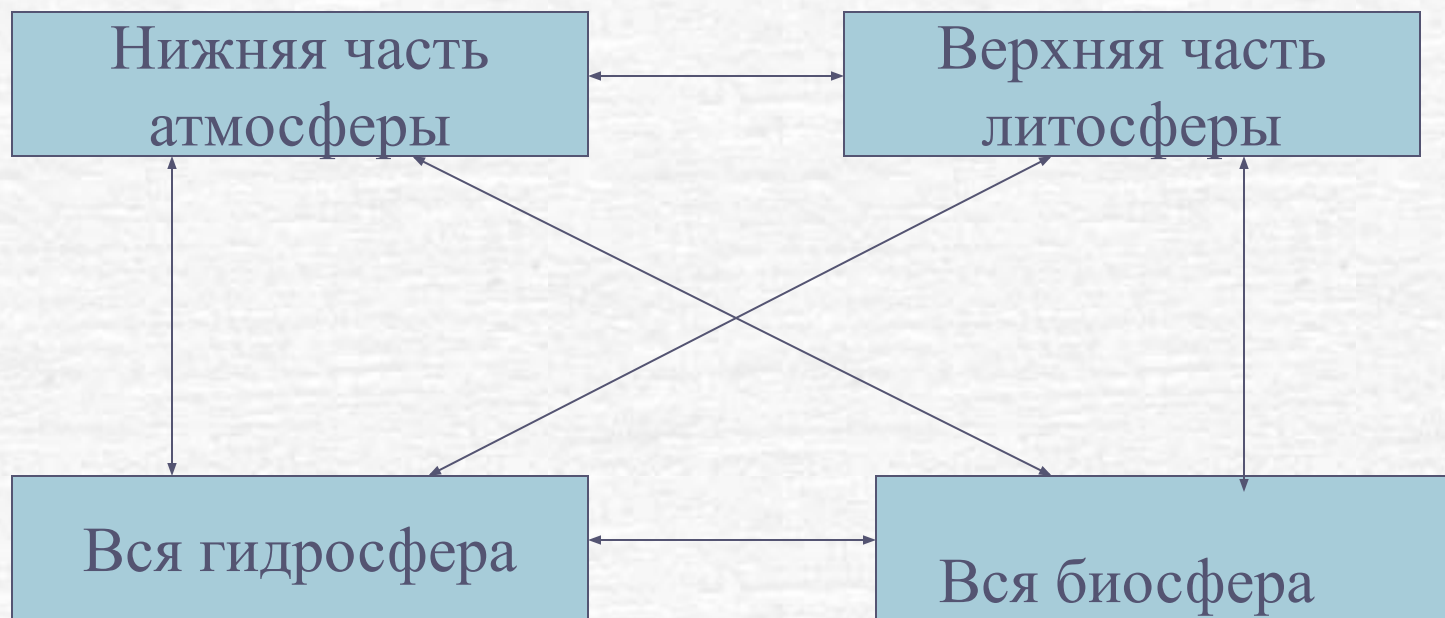 Нижняя часть
атмосферы
Верхняя часть
литосферы
Вся гидросфера
Вся биосфера